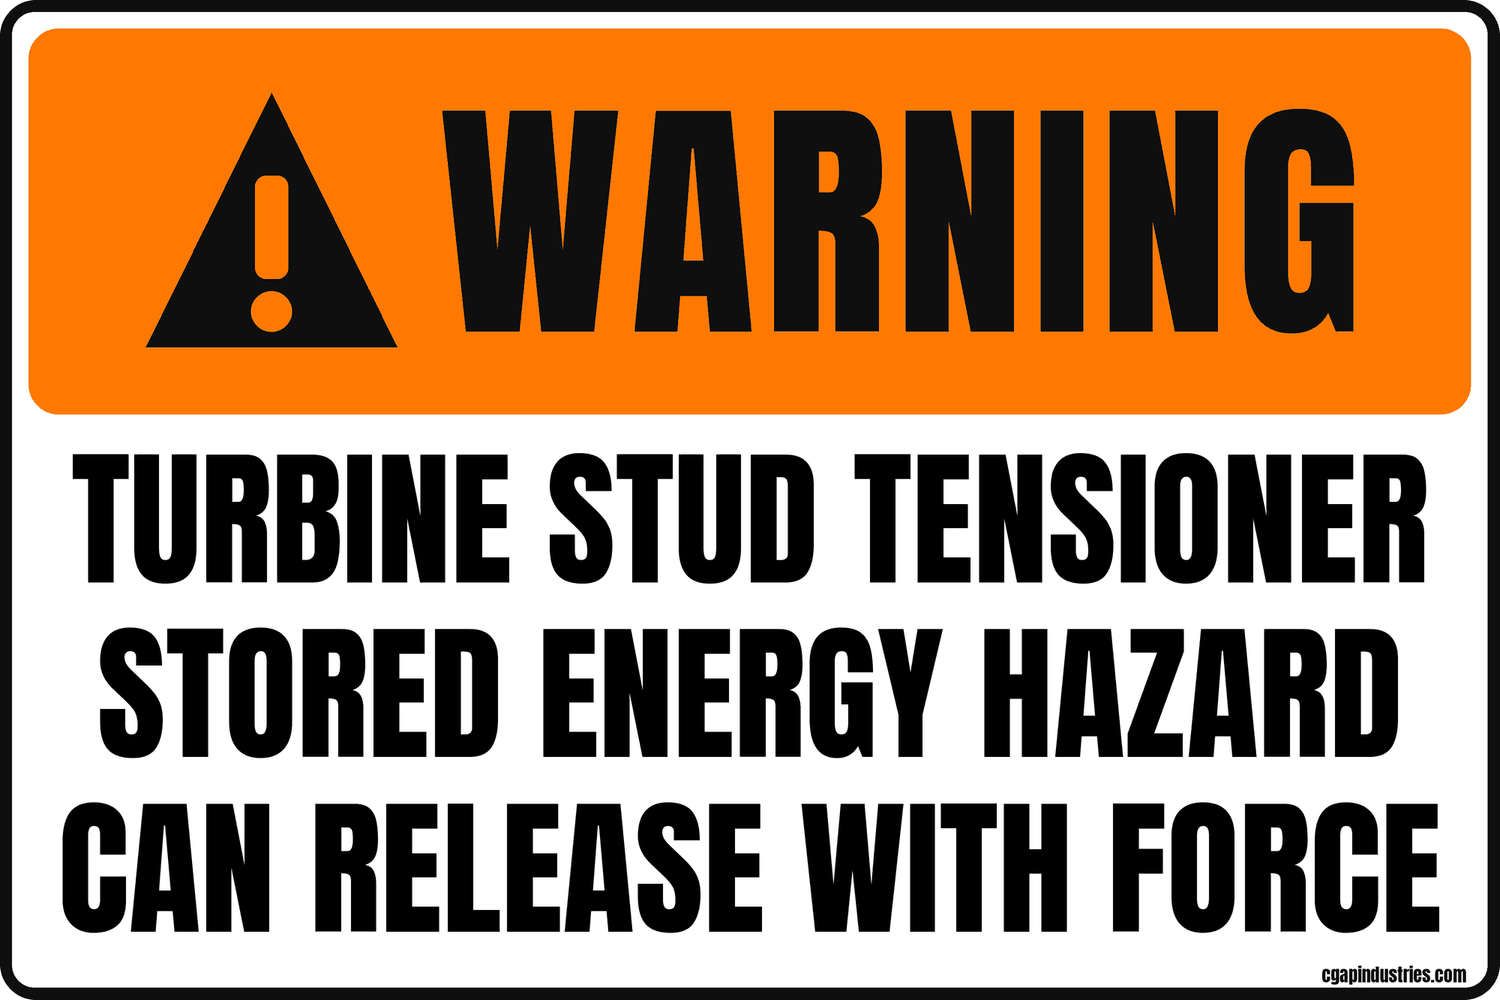 WARNING
TURBINE STUD TENSIONER
STORED ENERGY HAZARD
CAN RELEASE WITH FORCE
cgapindustries.com